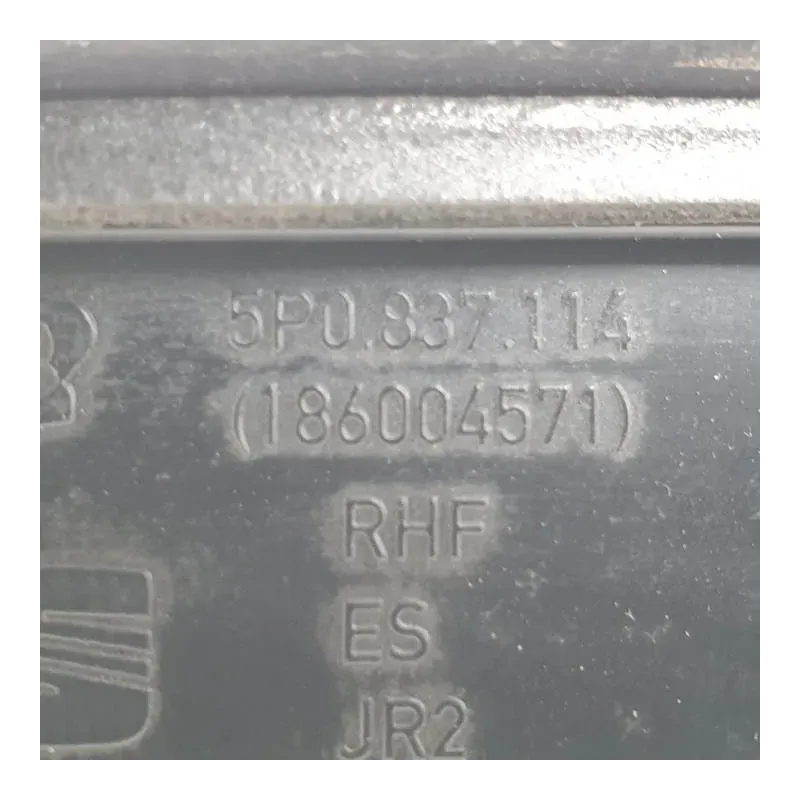 5P0.837.114
(186004571)
RHF
ES
JR2